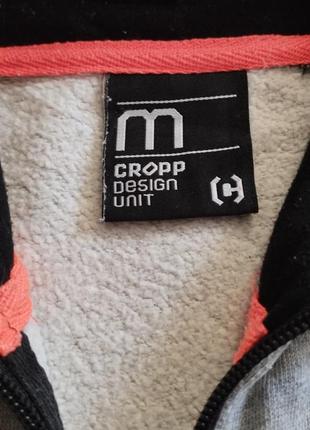 m
CROPP
DESIGN
UNIT
[C]